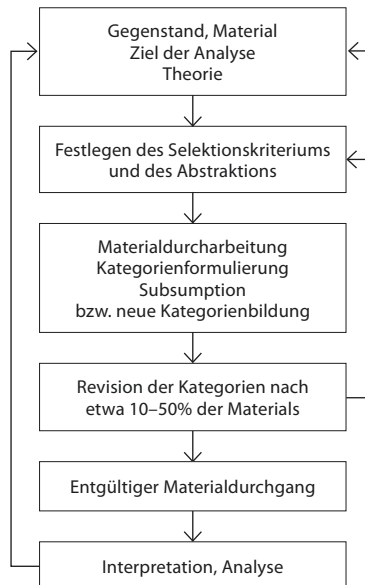 Gegenstand, Material
Ziel der Analyse
Theorie
Festlegen des Selektionskriteriums
und des Abstraktions
Materialdurcharbeitung
Kategorienformulierung
Subsumption
bzw. neue Kategorienbildung
Revision der Kategorien nach
etwa 10–50% der Materials
Entgültiger Materialdurchgang
Interpretation, Analyse